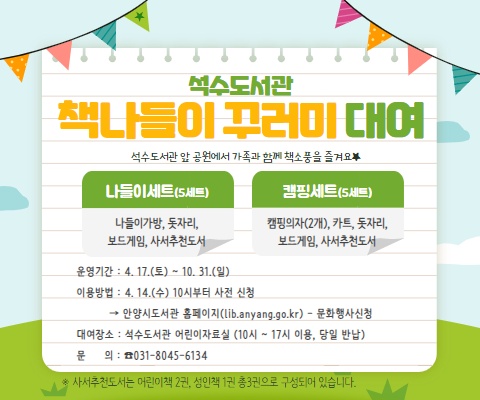 석수도서관
책나들이 꾸러미 대여
석수도서관 앞 공원에서 가족과 함께 책소풍을 즐겨요★
나들이세트(5세트)
나들이가방, 돗자리,
보드게임, 사서추천도서
캠핑세트(5세트)
캠핑의자(2개), 카트, 돗자리,
보드게임, 사서추천도서
운영기간 : 4. 17.(토) ~ 10. 31.(일)
이용방법 : 4. 14.(수) 10시부터 사전 신청
→ 안양시도서관 홈페이지(lib.anyang.go.kr) - 문화행사신청
대여장소 : 석수도서관 어린이자료실 (10시 ~ 17시 이용, 당일 반납)
문 의 : ☎031-8045-6134
※ 사서추천도서는 어린이책 2권, 성인책 1권 총3권으로 구성되어 있습니다.